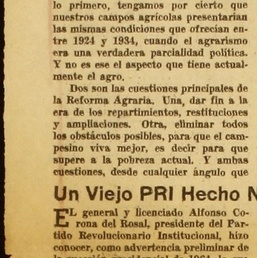 lo primero, tengamos por cierto que
nuestros campos agrícolas presentarían
las mismas condiciones que ofrecían en-
tre 1924 y 1934, cuando el agrarismo
era una verdadera parcialidad política.
Y no es ese el aspecto que tiene actual-
mente el agro.
Dos son las cuestiones principales de
la Reforma Agraria. Una, dar fin a la
era de los repartimientos, restituciones
y ampliaciones. Otra, eliminar todos
los obstáculos posibles, para que el cam-
pesino viva mejor, es decir para que
supere a la pobreza actual. Y ambas
cuestiones, desde cualquier ángulo que
Un Viejo PRI Hecho N
EL general y licenciado Alfonso Co-
rona del Rosal, presidente del Par-
tido Revolucionario Institucional, hizo
conocer, como advertencia preliminar de